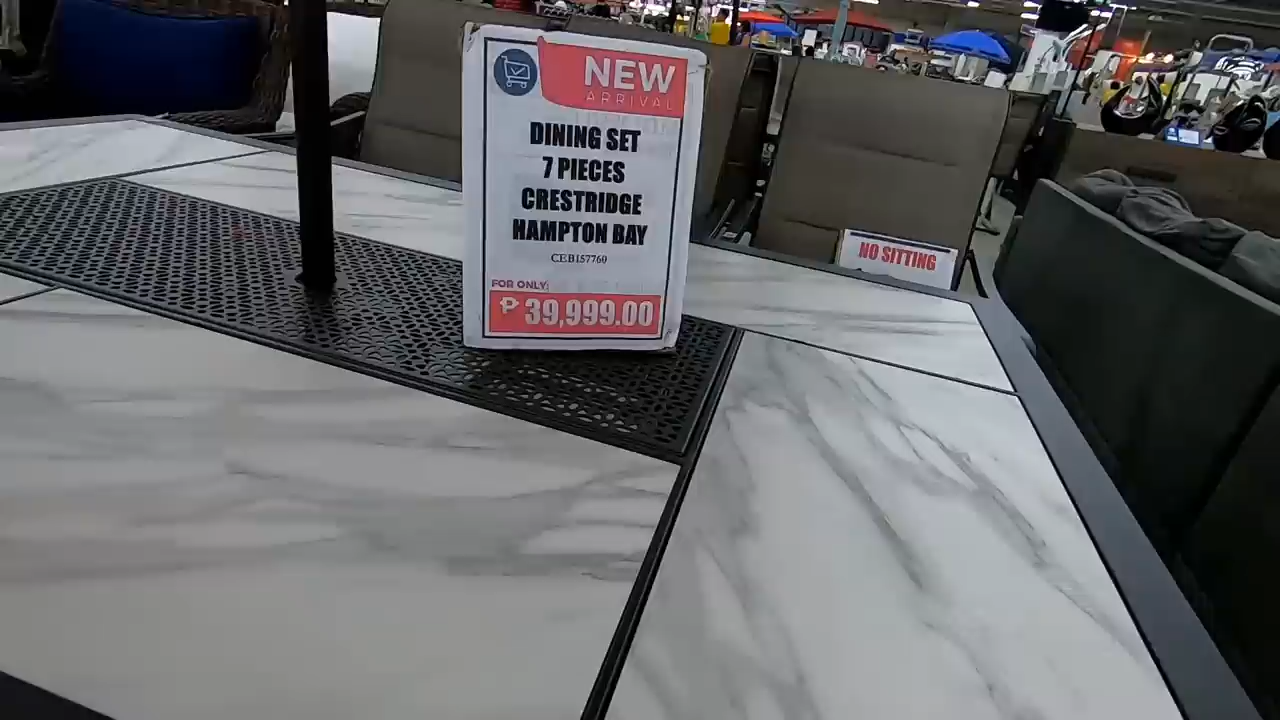 NEW
ARRIVAL
DINING SET
7 PIECES
CRESTRIDGE
HAMPTON BAY
CEB157760
FOR ONLY:
₱ 39,999.00
NO SITTING